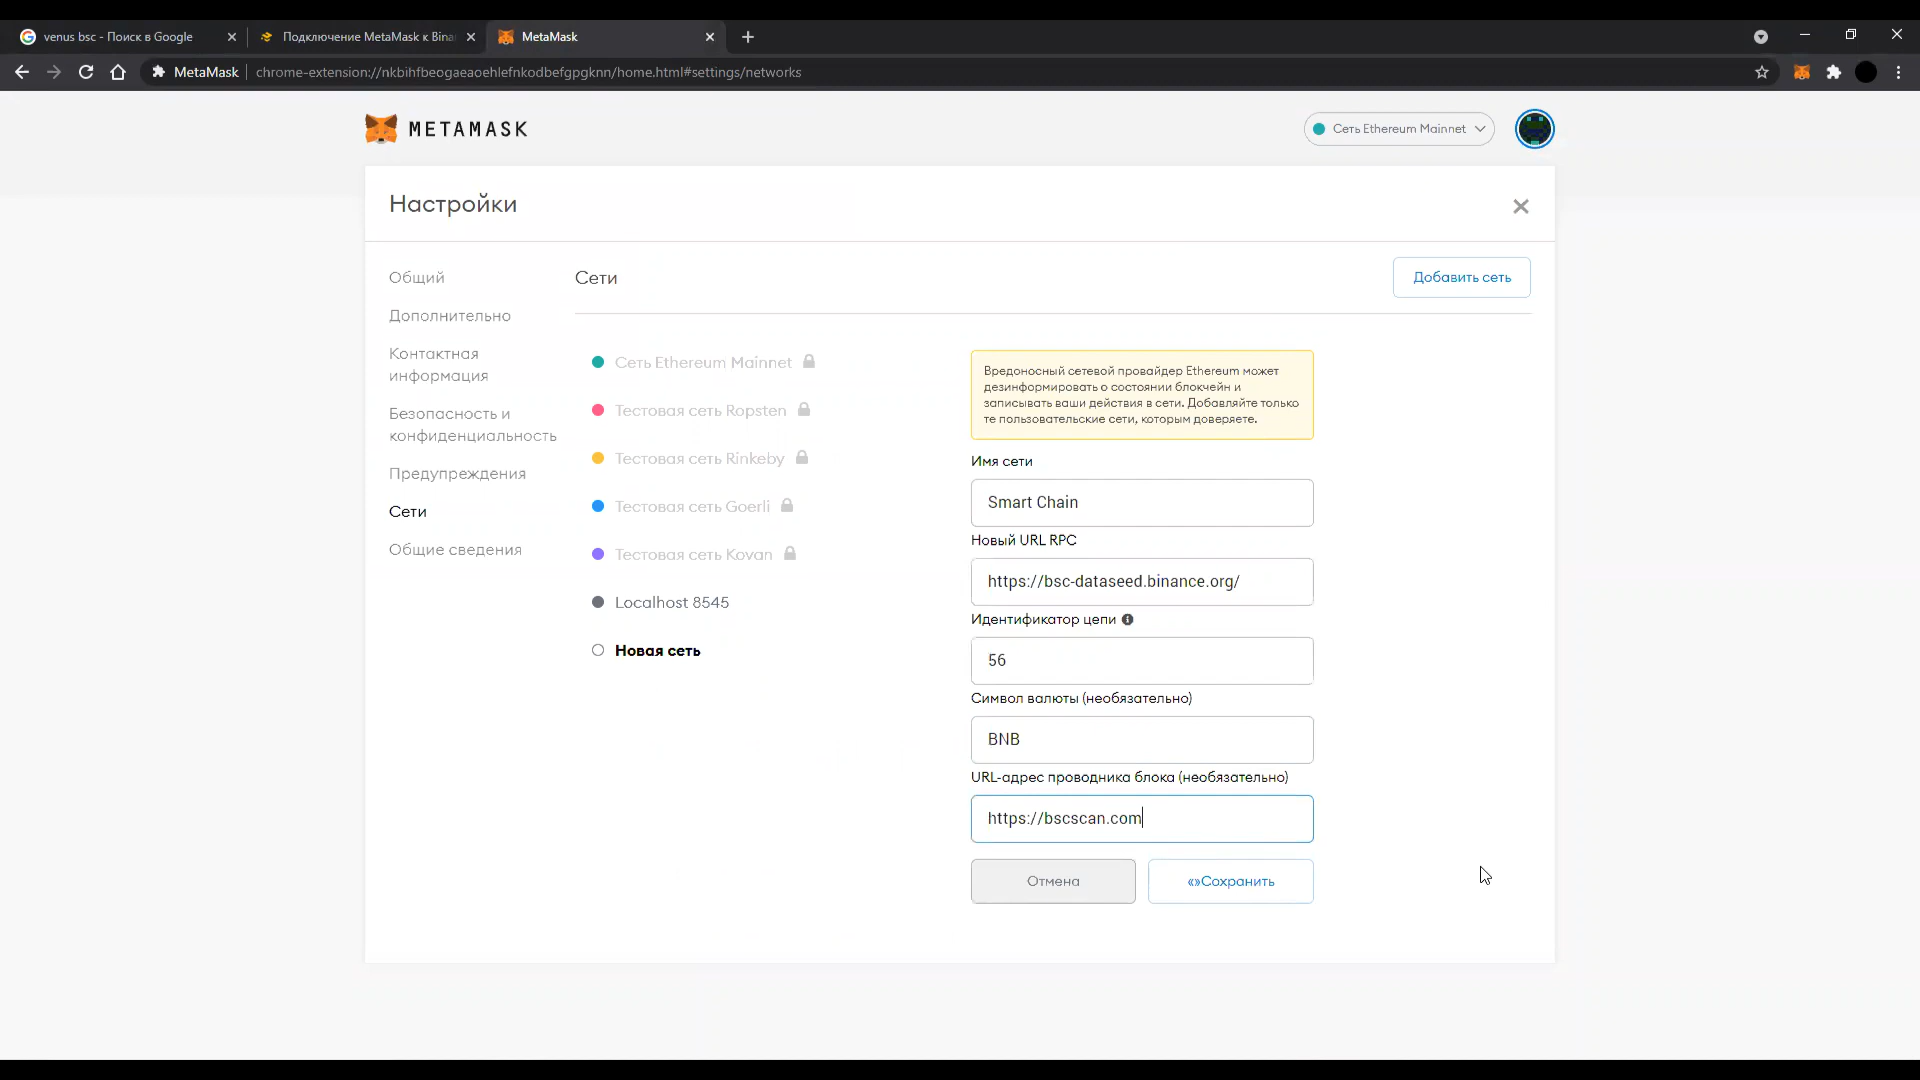 venus bsc - Поиск в Google
Подключение MetaMask к Bina
MetaMask
MetaMask
chrome-extension://nkbihfbeogaeaoehlefnkodbefgpgknn/home.html#settings/networks
METAMASK
Сеть Ethereum Mainnet
Настройки
Общий
Дополнительно
Контактная
информация
Безопасность и
конфиденциальность
Предупреждения
Сети
Общие сведения
Сети
Добавить сеть
Сеть Ethereum Mainnet
Тестовая сеть Ropsten
Тестовая сеть Rinkeby
Тестовая сеть Goerli
Тестовая сеть Kovan
Localhost 8545
Новая сеть
Вредоносный сетевой провайдер Ethereum может
дезинформировать о состоянии блокчейн и
записывать ваши действия в сети. Добавляйте только
те пользовательские сети, которым доверяете.
Имя сети
Smart Chain
Новый URL RPC
https://bsc-dataseed.binance.org/
Идентификатор цепи
56
Символ валюты (необязательно)
BNB
URL-адрес проводника блока (необязательно)
https://bscscan.com
Отмена
«»Сохранить